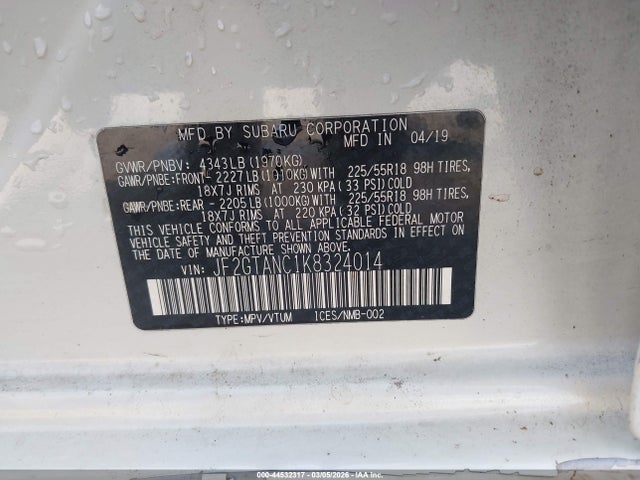 MFD BY SUBARU CORPORATION
MFD IN 04/19
GVWR/PNBV: 4343LB(1970KG)
GAWR/PNBE:FRONT- 2227LB(1010KG)WITH 225/55R18 98H TIRES,
18X7J RIMS AT 230 KPA(33 PSI)COLD
GAWR/PNBE:REAR - 2205LB(1000KG)WITH 225/55R18 98H TIRES,
18X7J RIMS AT 220 KPA(32 PSI)COLD
THIS VEHICLE CONFORMS TO ALL APPLICABLE FEDERAL MOTOR
VEHICLE SAFETY AND THEFT PREVENTION STANDARDS IN EFFECT ON
THE DATE OF MANUFACTURE SHOWN ABOVE.
VIN: JF2GTANC1K8324014
TYPE:MPV/VTUM ICES/NMB-002
000-44532317 - 03/05/2026 - IAA Inc.